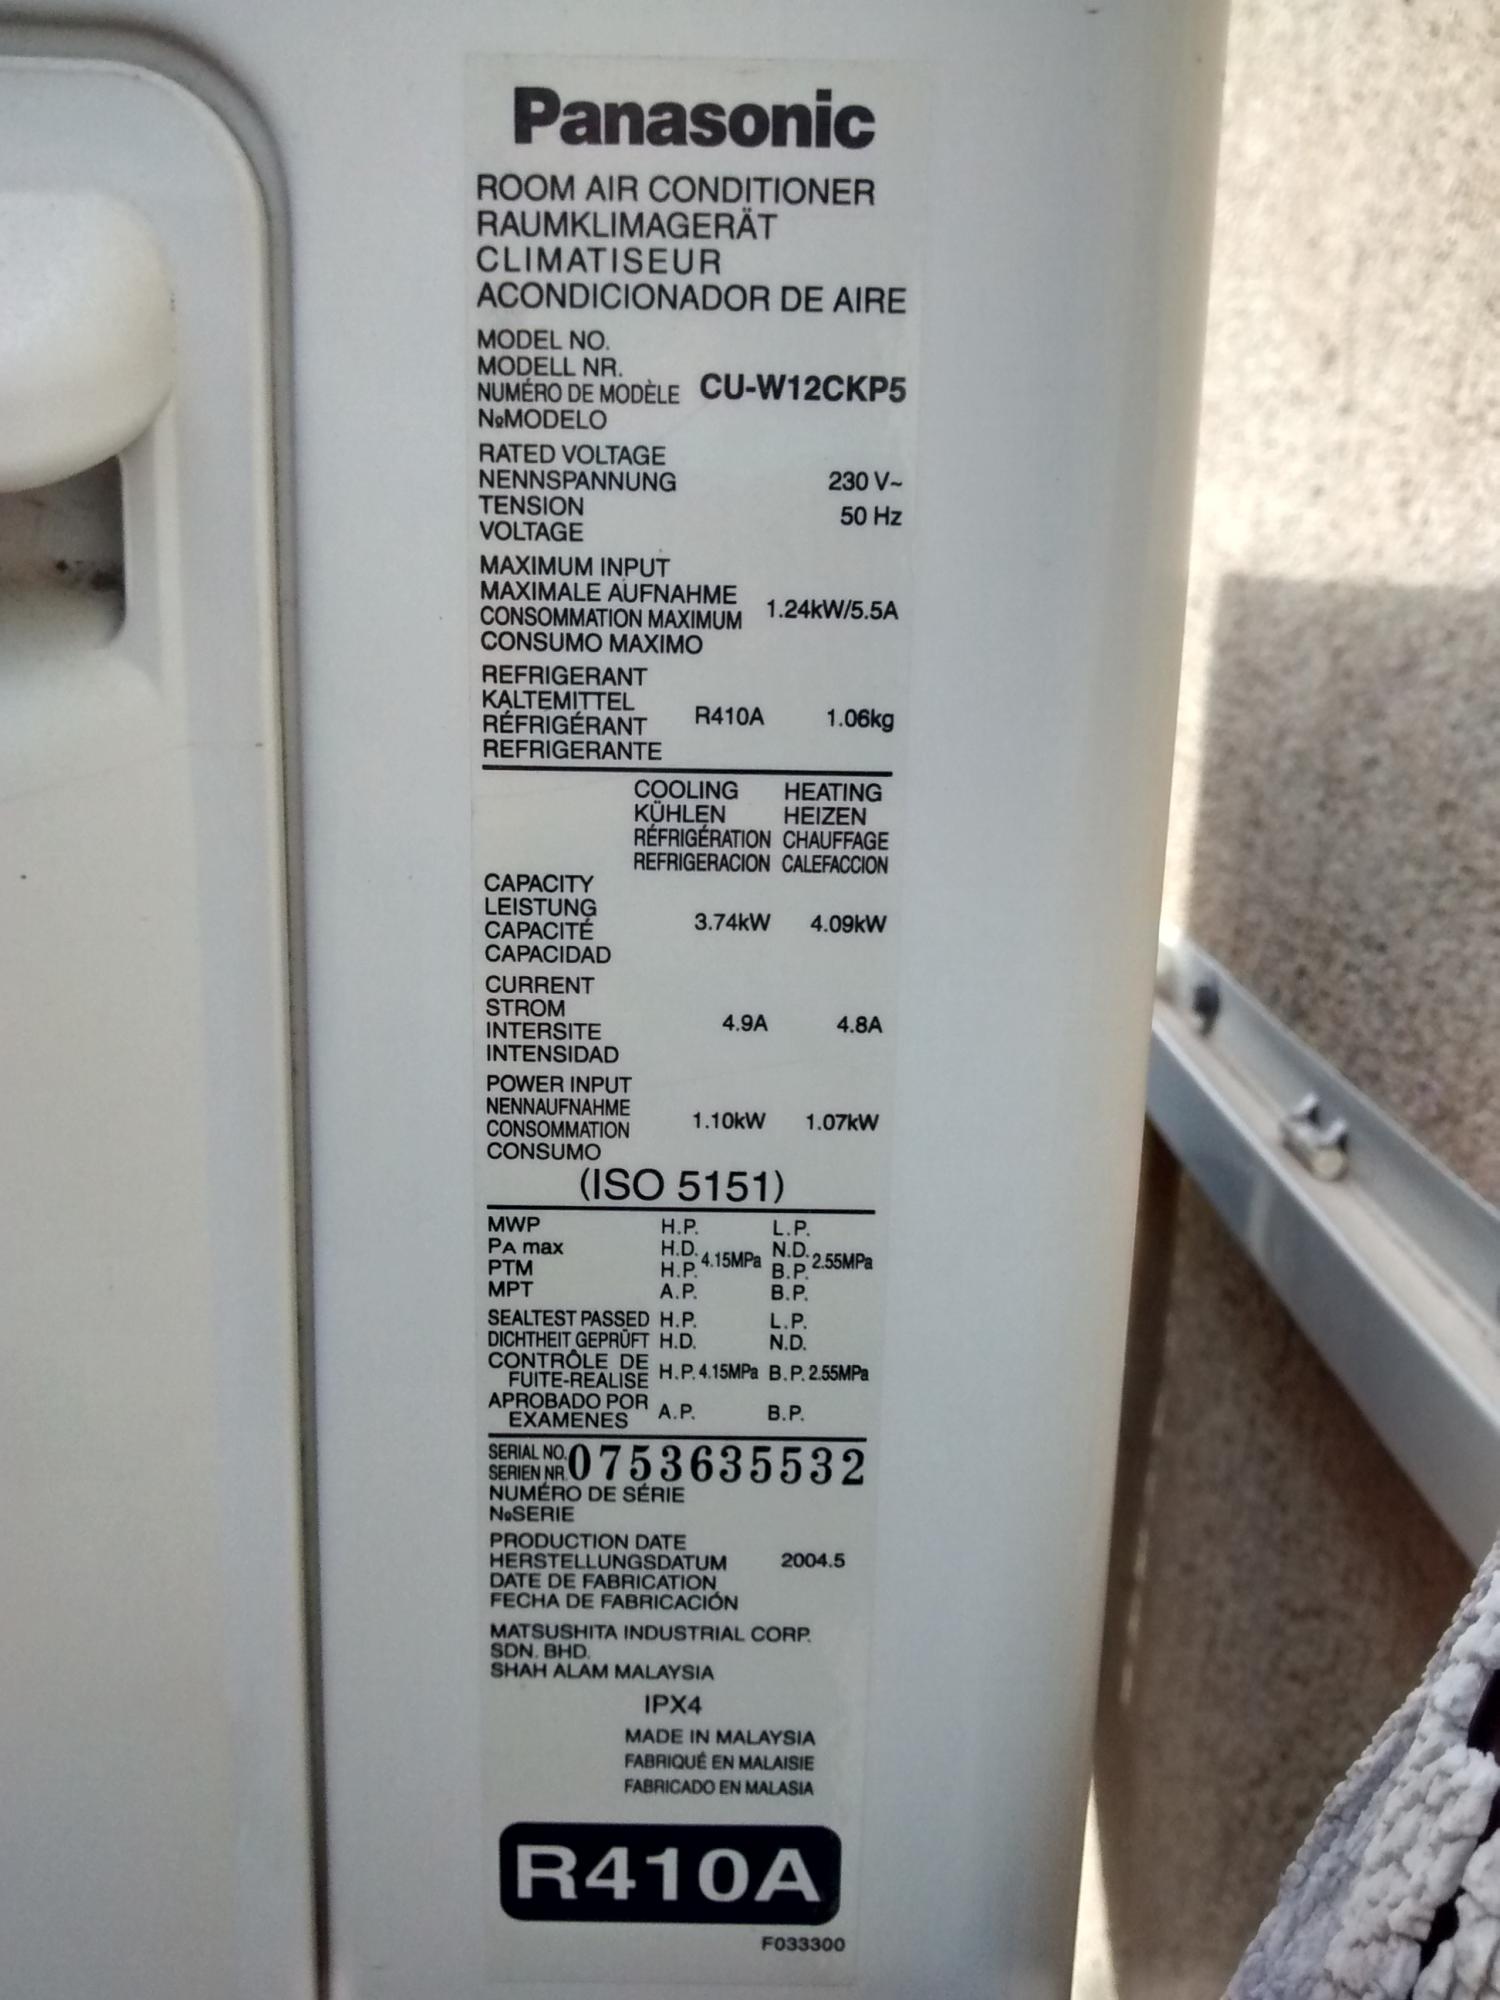 Panasonic
ROOM AIR CONDITIONER
RAUMKLIMAGERÄT
CLIMATISEUR
ACONDICIONADOR DE AIRE
MODEL NO.
MODELL NR.
NUMÉRO DE MODÈLE CU-W12CKP5
NoMODELO
RATED VOLTAGE
NENNSPANNUNG 230 V~
TENSION 50 Hz
VOLTAGE
MAXIMUM INPUT
MAXIMALE AUFNAHME 1.24kW/5.5A
CONSOMMATION MAXIMUM
CONSUMO MAXIMO
REFRIGERANT
KALTEMITTEL R410A 1.06kg
RÉFRIGÉRANT
REFRIGERANTE
COOLING HEATING
KÜHLEN HEIZEN
RÉFRIGÉRATION CHAUFFAGE
REFRIGERACION CALEFACCION
CAPACITY
LEISTUNG 3.74kW 4.09kW
CAPACITÉ
CAPACIDAD
CURRENT
STROM 4.9A 4.8A
INTERSITE
INTENSIDAD
POWER INPUT
NENNAUFNAHME 1.10kW 1.07kW
CONSOMMATION
CONSUMO
(ISO 5151)
MWP H.P. L.P.
PA max H.D. 4.15MPa N.D. 2.55MPa
PTM H.P. B.P.
MPT A.P. B.P.
SEALTEST PASSED H.P. L.P.
DICHTHEIT GEPRÜFT H.D. N.D.
CONTRÔLE DE
FUITE-REALISE H.P. 4.15MPa B.P. 2.55MPa
APROBADO POR
EXAMENES A.P. B.P.
SERIAL NO. 0753635532
SERIEN NR.
NUMÉRO DE SÉRIE
NoSERIE
PRODUCTION DATE
HERSTELLUNGSDATUM 2004.5
DATE DE FABRICATION
FECHA DE FABRICACIÓN
MATSUSHITA INDUSTRIAL CORP.
SDN. BHD.
SHAH ALAM MALAYSIA
IPX4
MADE IN MALAYSIA
FABRIQUÉ EN MALAISIE
FABRICADO EN MALASIA
R410A
F033300